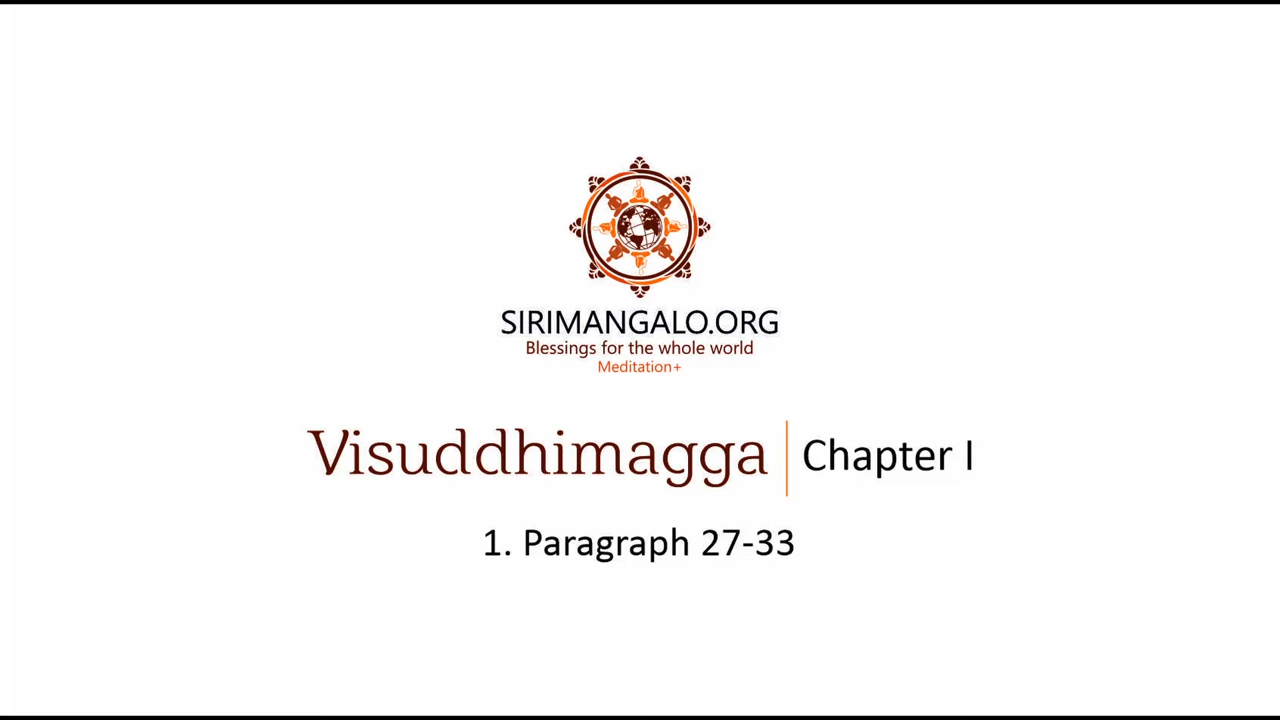 SIRIMANGALO.ORG
Blessings for the whole world
Meditation+
Visuddhimagga Chapter I
1. Paragraph 27-33